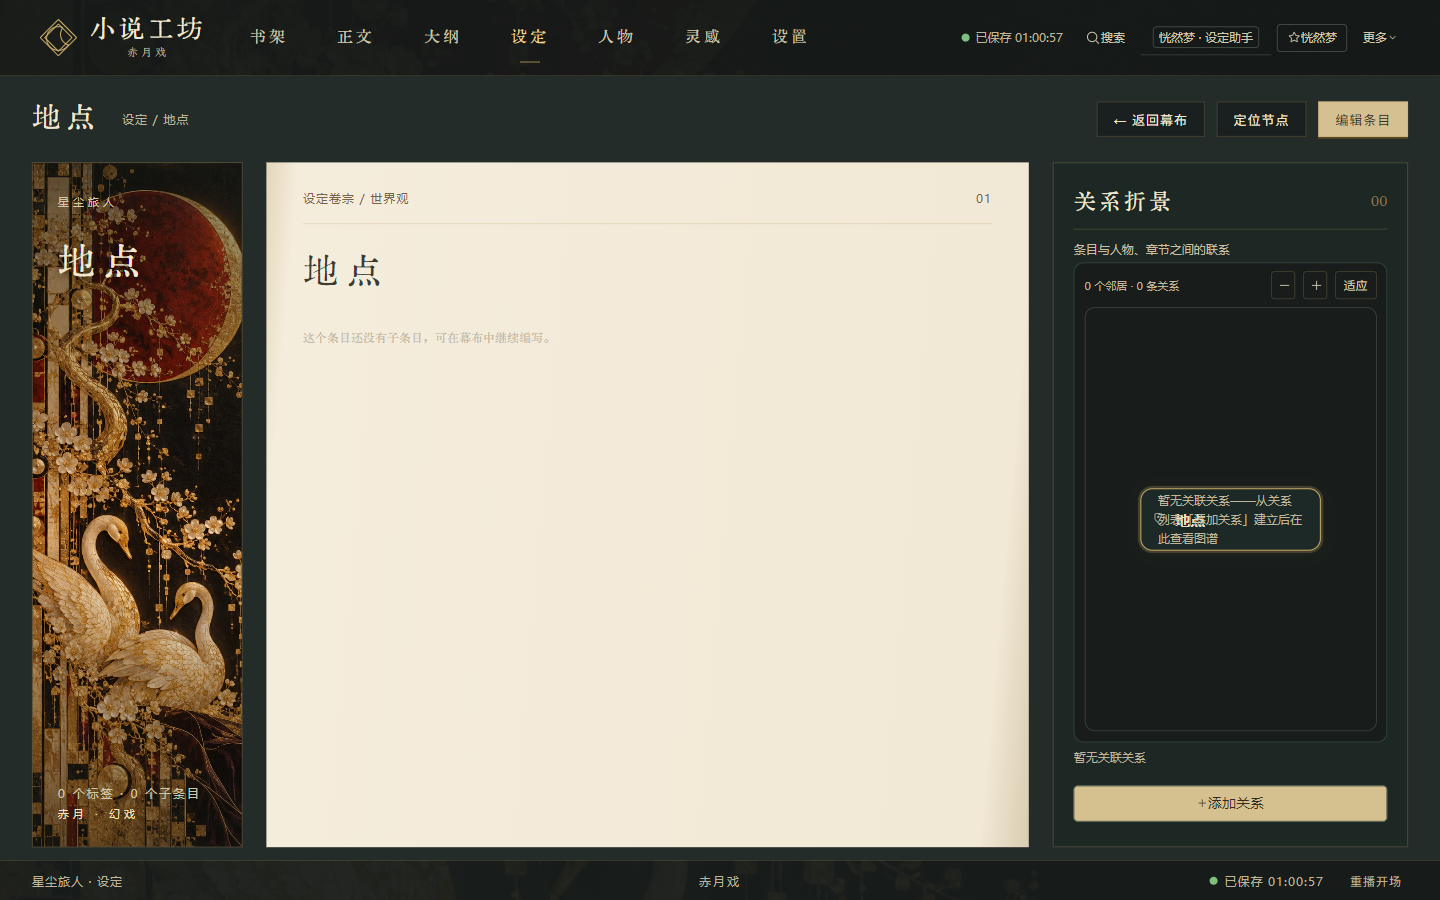 小说工坊
赤月戏
书架 正文 大纲 设定 人物 灵感 设置
已保存 01:00:57 搜索 恍然梦 · 设定助手 ☆恍然梦 更多
地点 设定 / 地点
← 返回幕布 定位节点 编辑条目
星尘旅人
地点
0 个标签 · 0 个子条目
赤月 · 幻戏
设定卷宗 / 世界观 01
地点
这个条目还没有子条目，可在幕布中继续编写。
关系折景 00
条目与人物、章节之间的联系
0 个邻居 · 0 条关系 − + 适应
暂无关联关系——从关系
加关系」建立后在
此查看图谱
地点
暂无关联关系
+添加关系
星尘旅人 · 设定 赤月戏 已保存 01:00:57 重播开场